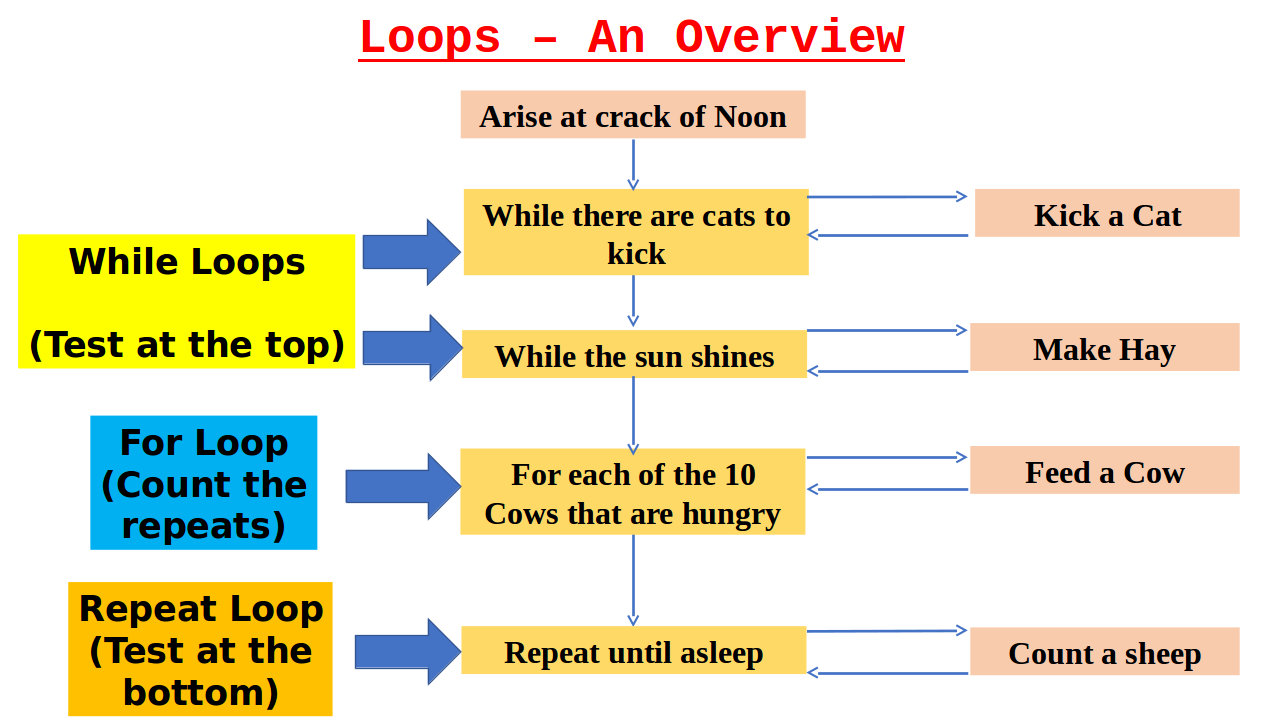 Loops – An Overview
Arise at crack of Noon
While there are cats to
kick
Kick a Cat
While Loops
(Test at the top)
While the sun shines
Make Hay
For Loop
(Count the
repeats)
For each of the 10
Cows that are hungry
Feed a Cow
Repeat Loop
(Test at the
bottom)
Repeat until asleep
Count a sheep